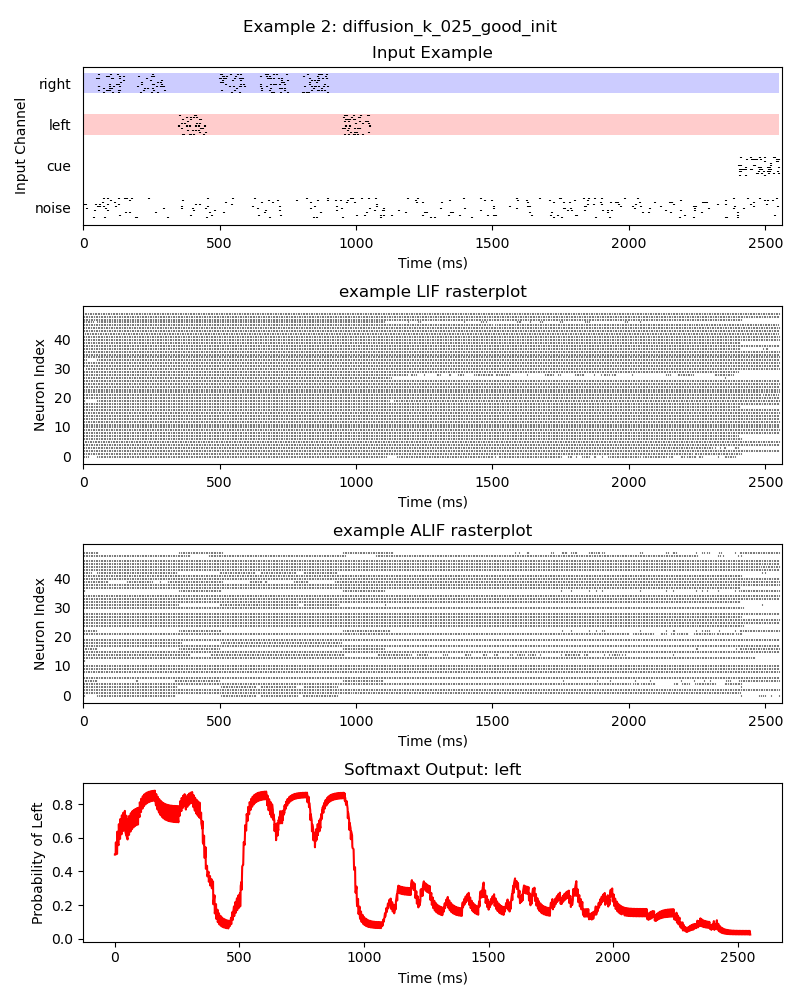 Example 2: diffusion_k_025_good_init
Input Example
Input Channel
right
left
cue
noise
0 500 1000 1500 2000 2500
Time (ms)
example LIF rasterplot
Neuron Index
40
30
20
10
0
0 500 1000 1500 2000 2500
Time (ms)
example ALIF rasterplot
Neuron Index
40
30
20
10
0
0 500 1000 1500 2000 2500
Time (ms)
Softmaxt Output: left
Probability of Left
0.8
0.6
0.4
0.2
0.0
0 500 1000 1500 2000 2500
Time (ms)